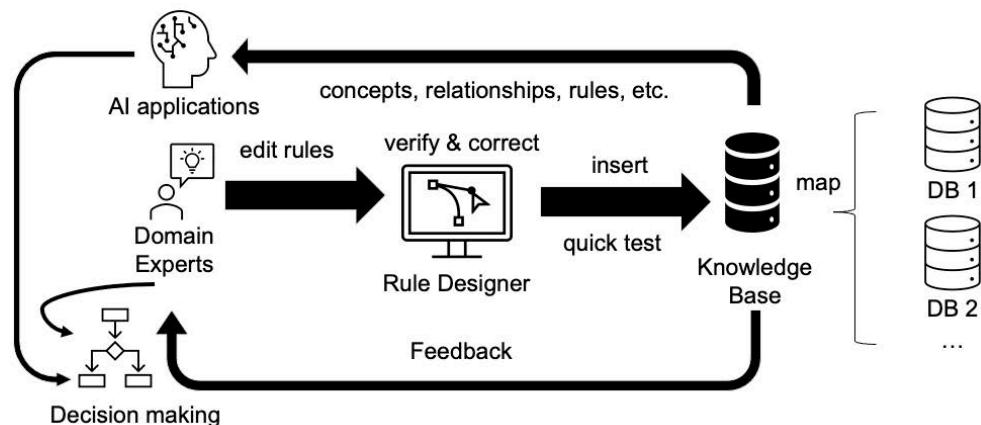 AI applications
concepts, relationships, rules, etc.
edit rules
verify & correct
insert
map
DB 1
Domain
Experts
quick test
Rule Designer
Knowledge
Base
DB 2
...
Feedback
Decision making